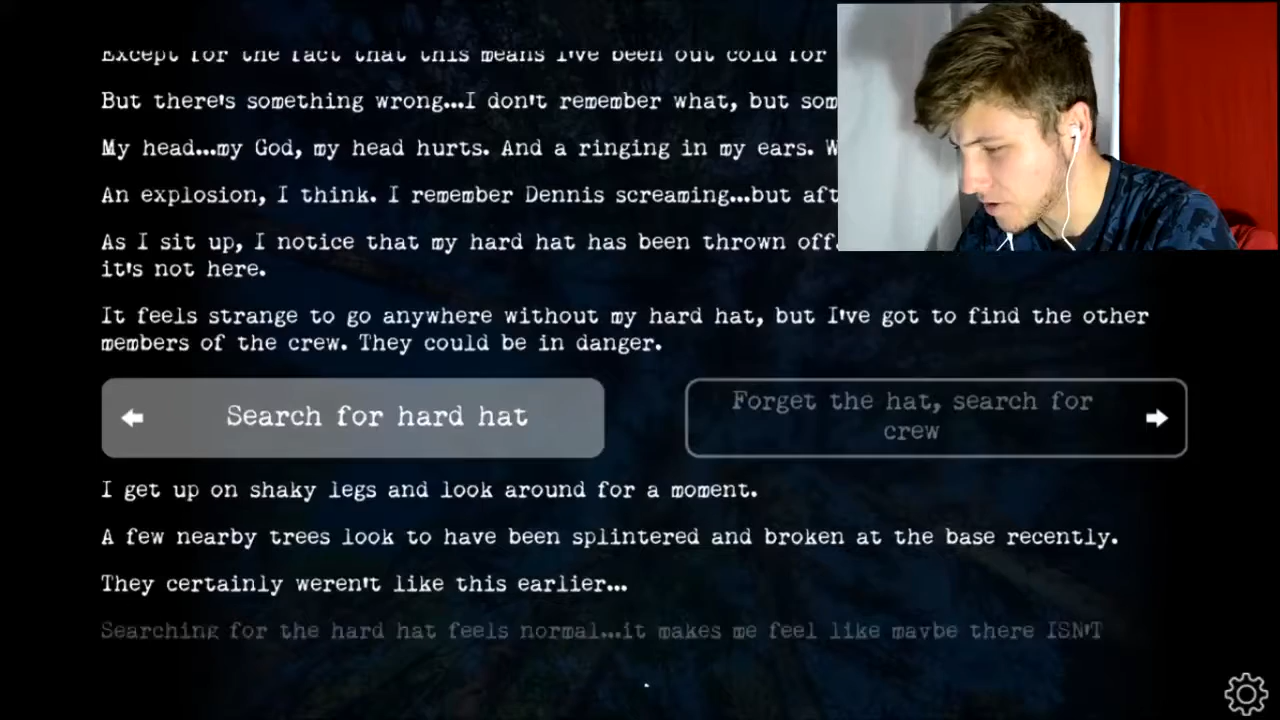 Except for the fact that this means I've been out cold for
But there's something wrong...I don't remember what, but som
My head...my God, my head hurts. And a ringing in my ears. W
An explosion, I think. I remember Dennis screaming...but aft
As I sit up, I notice that my hard hat has been thrown off.
it's not here.
It feels strange to go anywhere without my hard hat, but I've got to find the other
members of the crew. They could be in danger.
Search for hard hat
Forget the hat, search for
crew
I get up on shaky legs and look around for a moment.
A few nearby trees look to have been splintered and broken at the base recently.
They certainly weren't like this earlier...
Searching for the hard hat feels normal...it makes me feel like maybe there ISN'T